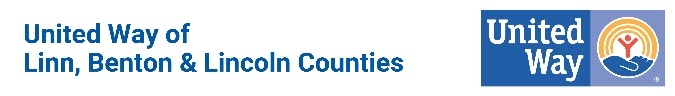 United Way of
Linn, Benton & Lincoln Counties
United
Way
®